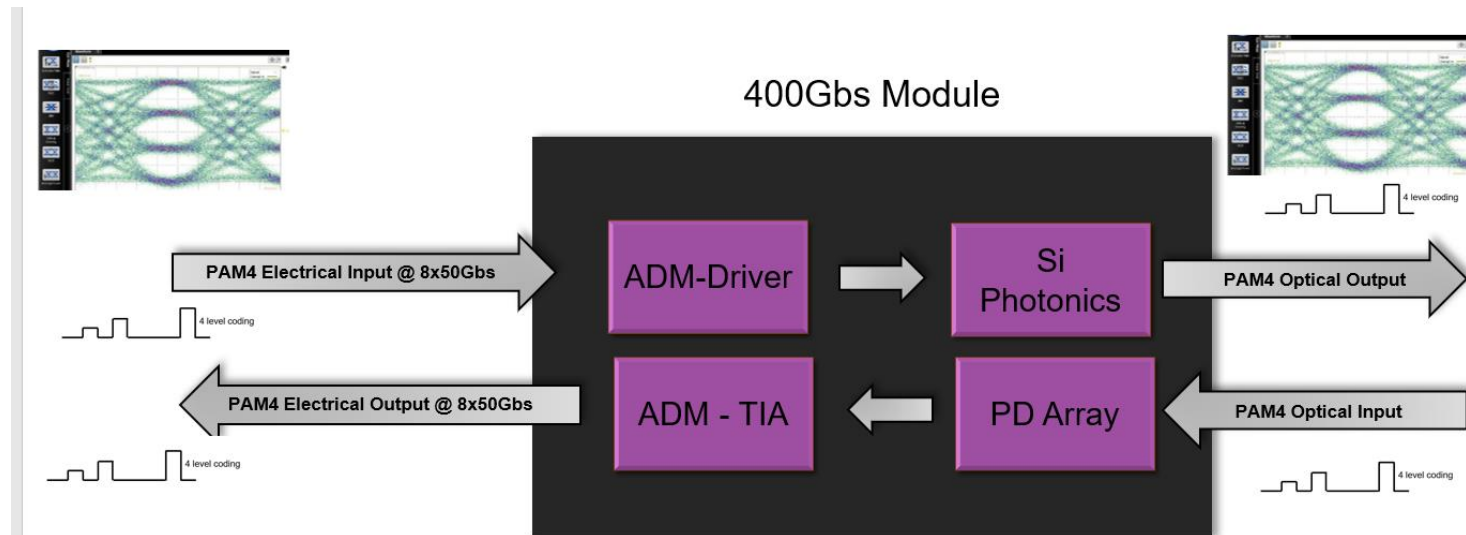 400Gbs Module
4 level coding
PAM4 Electrical Input @ 8x50Gbs
ADM-Driver
Si
Photonics
PAM4 Optical Output
4 level coding
PAM4 Electrical Output @ 8x50Gbs
ADM - TIA
PD Array
PAM4 Optical Input
4 level coding
4 level coding